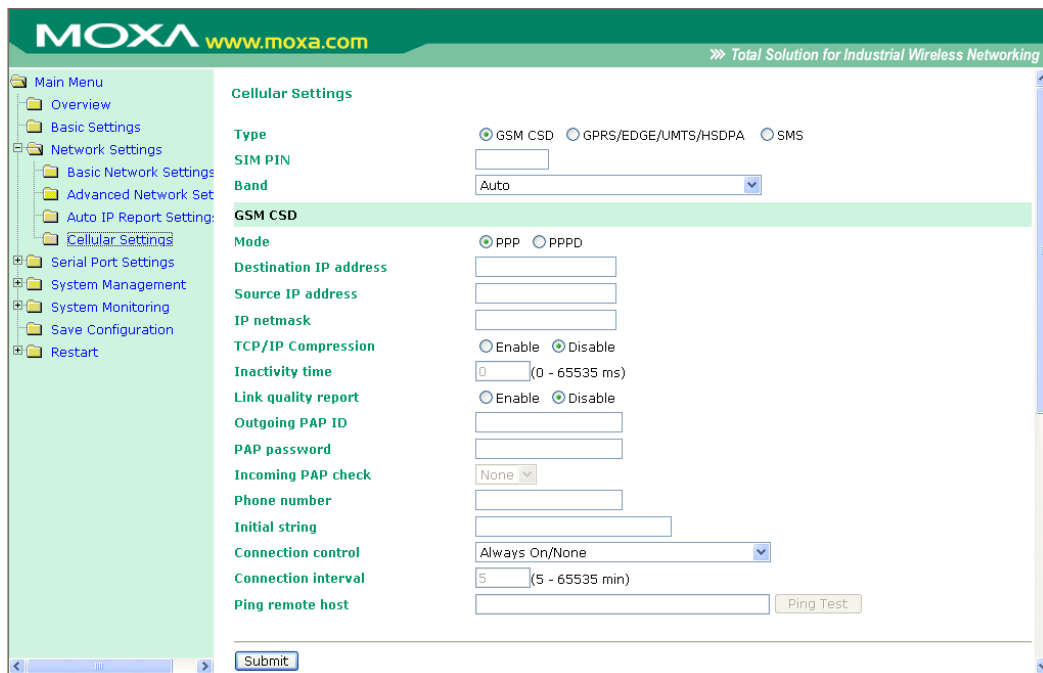 MOXA www.moxa.com
Total Solution for Industrial Wireless Networking
Main Menu
Overview
Basic Settings
Network Settings
Basic Network Settings
Advanced Network Set
Auto IP Report Setting
Cellular Settings
Serial Port Settings
System Management
System Monitoring
Save Configuration
Restart
Cellular Settings
Type GSM CSD GPRS/EDGE/UMTS/HSDPA SMS
SIM PIN
Band Auto
GSM CSD
Mode PPP PPPD
Destination IP address
Source IP address
IP netmask
TCP/IP Compression Enable Disable
Inactivity time 0 (0 - 65535 ms)
Link quality report Enable Disable
Outgoing PAP ID
PAP password
Incoming PAP check None
Phone number
Initial string
Connection control Always On/None
Connection interval 5 (5 - 65535 min)
Ping remote host Ping Test
Submit